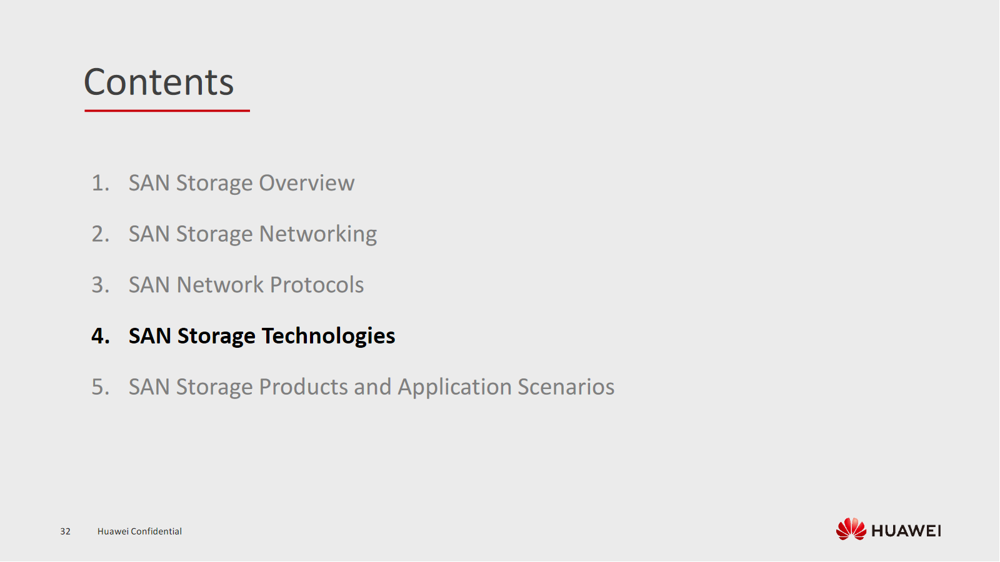 Contents
1. SAN Storage Overview
2. SAN Storage Networking
3. SAN Network Protocols
4. SAN Storage Technologies
5. SAN Storage Products and Application Scenarios
32 Huawei Confidential
HUAWEI